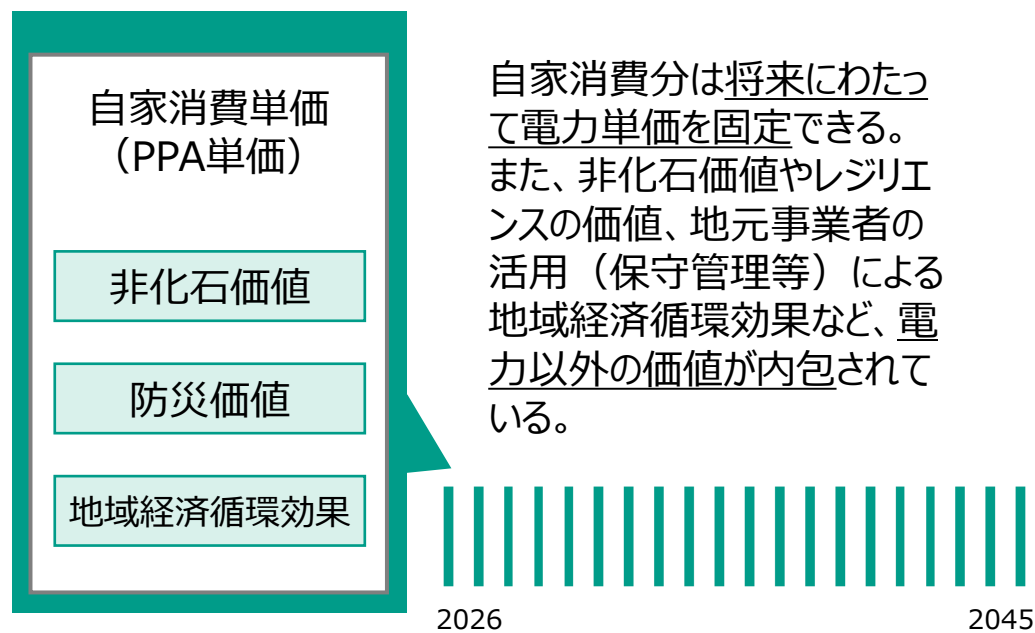 自家消費単価
（PPA単価）
非化石価値
防災価値
地域経済循環効果
自家消費分は将来にわたっ
て電力単価を固定できる。
また、非化石価値やレジリエ
ンスの価値、地元事業者の
活用（保守管理等）による
地域経済循環効果など、電
力以外の価値が内包されて
いる。
2026
2045